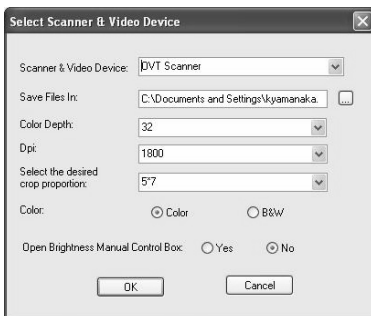 Select Scanner & Video Device
Scanner & Video Device: OVT Scanner
Save Files In: C:\Documents and Settings\kyamanaka. ...
Color Depth: 32
Dpi: 1800
Select the desired
crop proportion: 5*7
Color: Color B&W
Open Brightness Manual Control Box: Yes No
OK Cancel